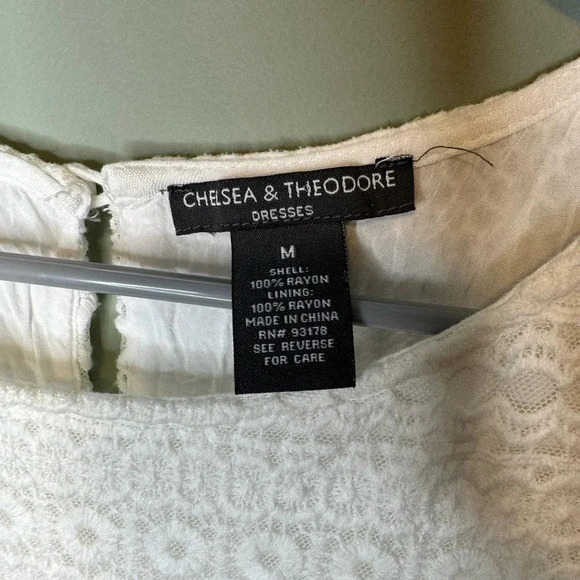 CHELSEA & THEODORE
DRESSES
M
SHELL:
100% RAYON
LINING:
100% RAYON
MADE IN CHINA
RN# 93178
SEE REVERSE
FOR CARE